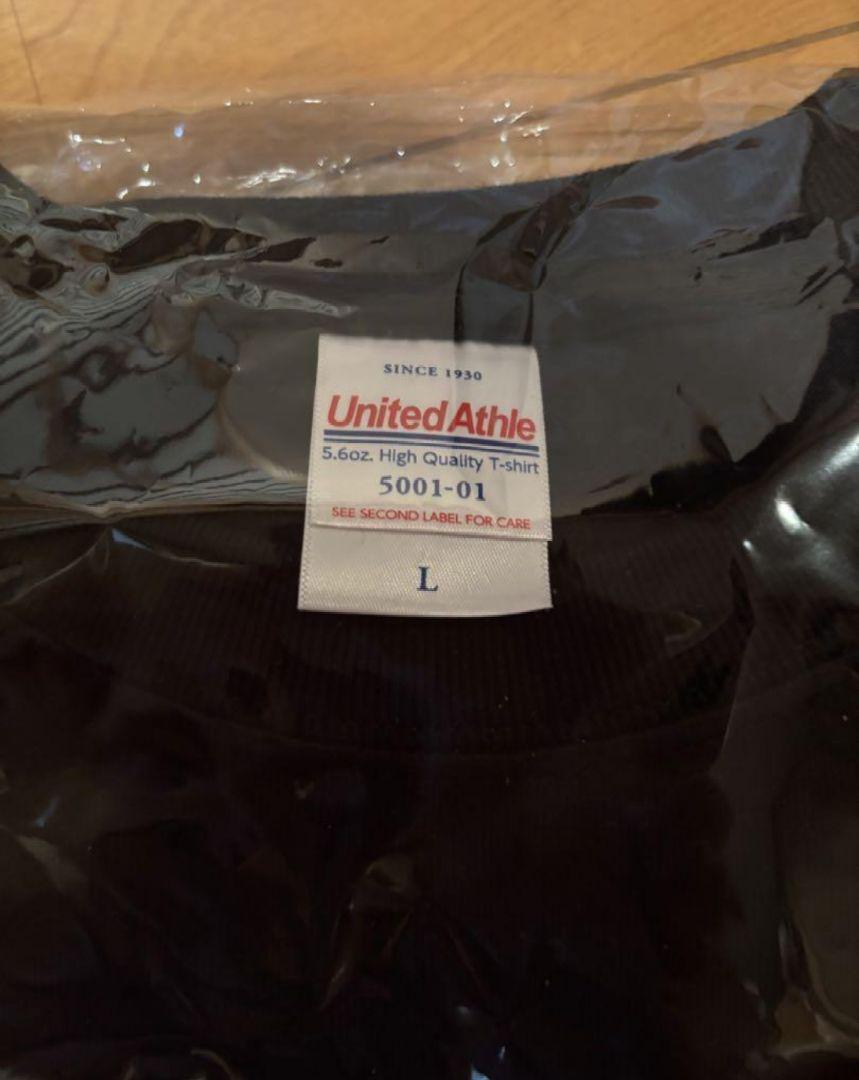 SINCE 1930
United Athle
5.6oz. High Quality T-shirt
5001-01
SEE SECOND LABEL FOR CARE
L